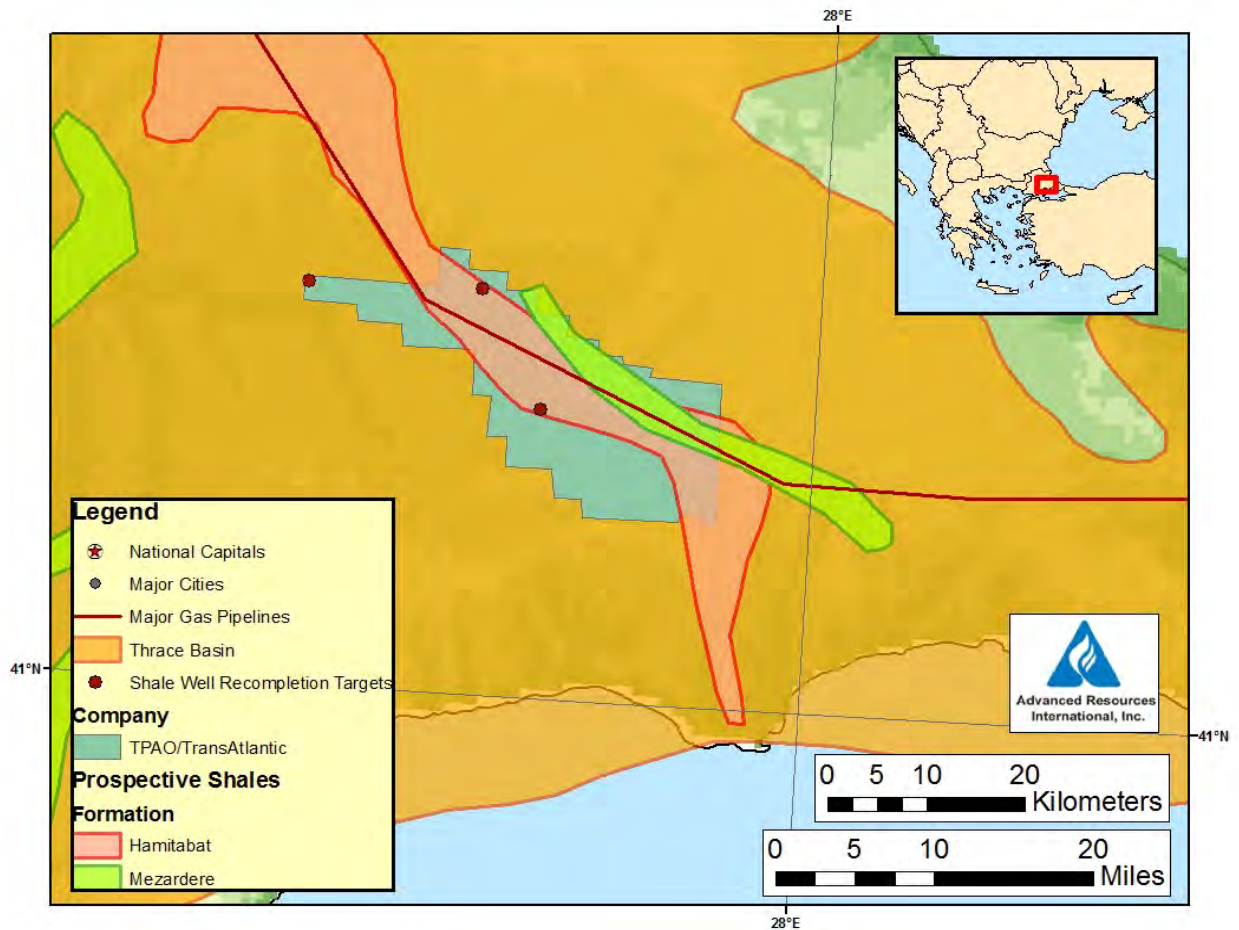 28°E
Legend
National Capitals
Major Cities
Major Gas Pipelines
Thrace Basin
Shale Well Recompletion Targets
Company
TPAO/TransAtlantic
Prospective Shales
Formation
Hamitabat
Mezardere
41°N
Advanced Resources
International, Inc.
41°N
0 5 10 20
Kilometers
0 5 10 20
Miles
28°E